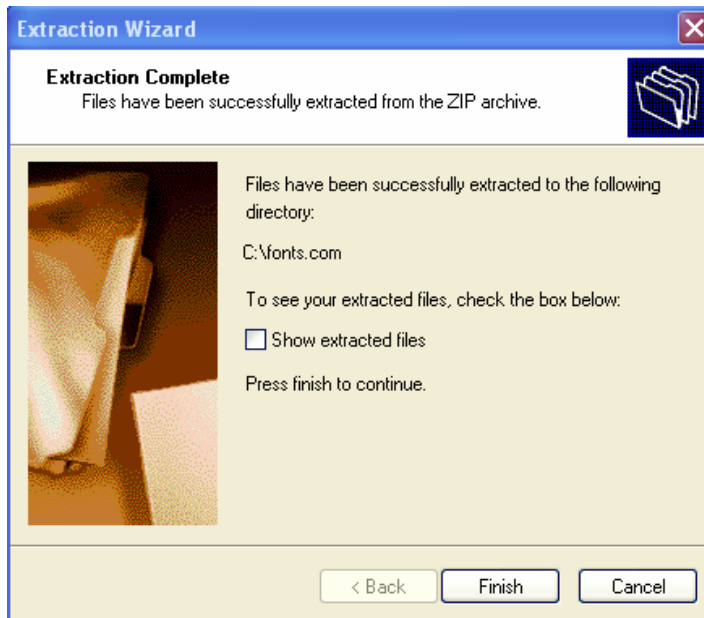 Extraction Wizard
Extraction Complete
Files have been successfully extracted from the ZIP archive.
Files have been successfully extracted to the following
directory:
C:\fonts.com
To see your extracted files, check the box below:
Show extracted files
Press finish to continue.
< Back
Finish
Cancel